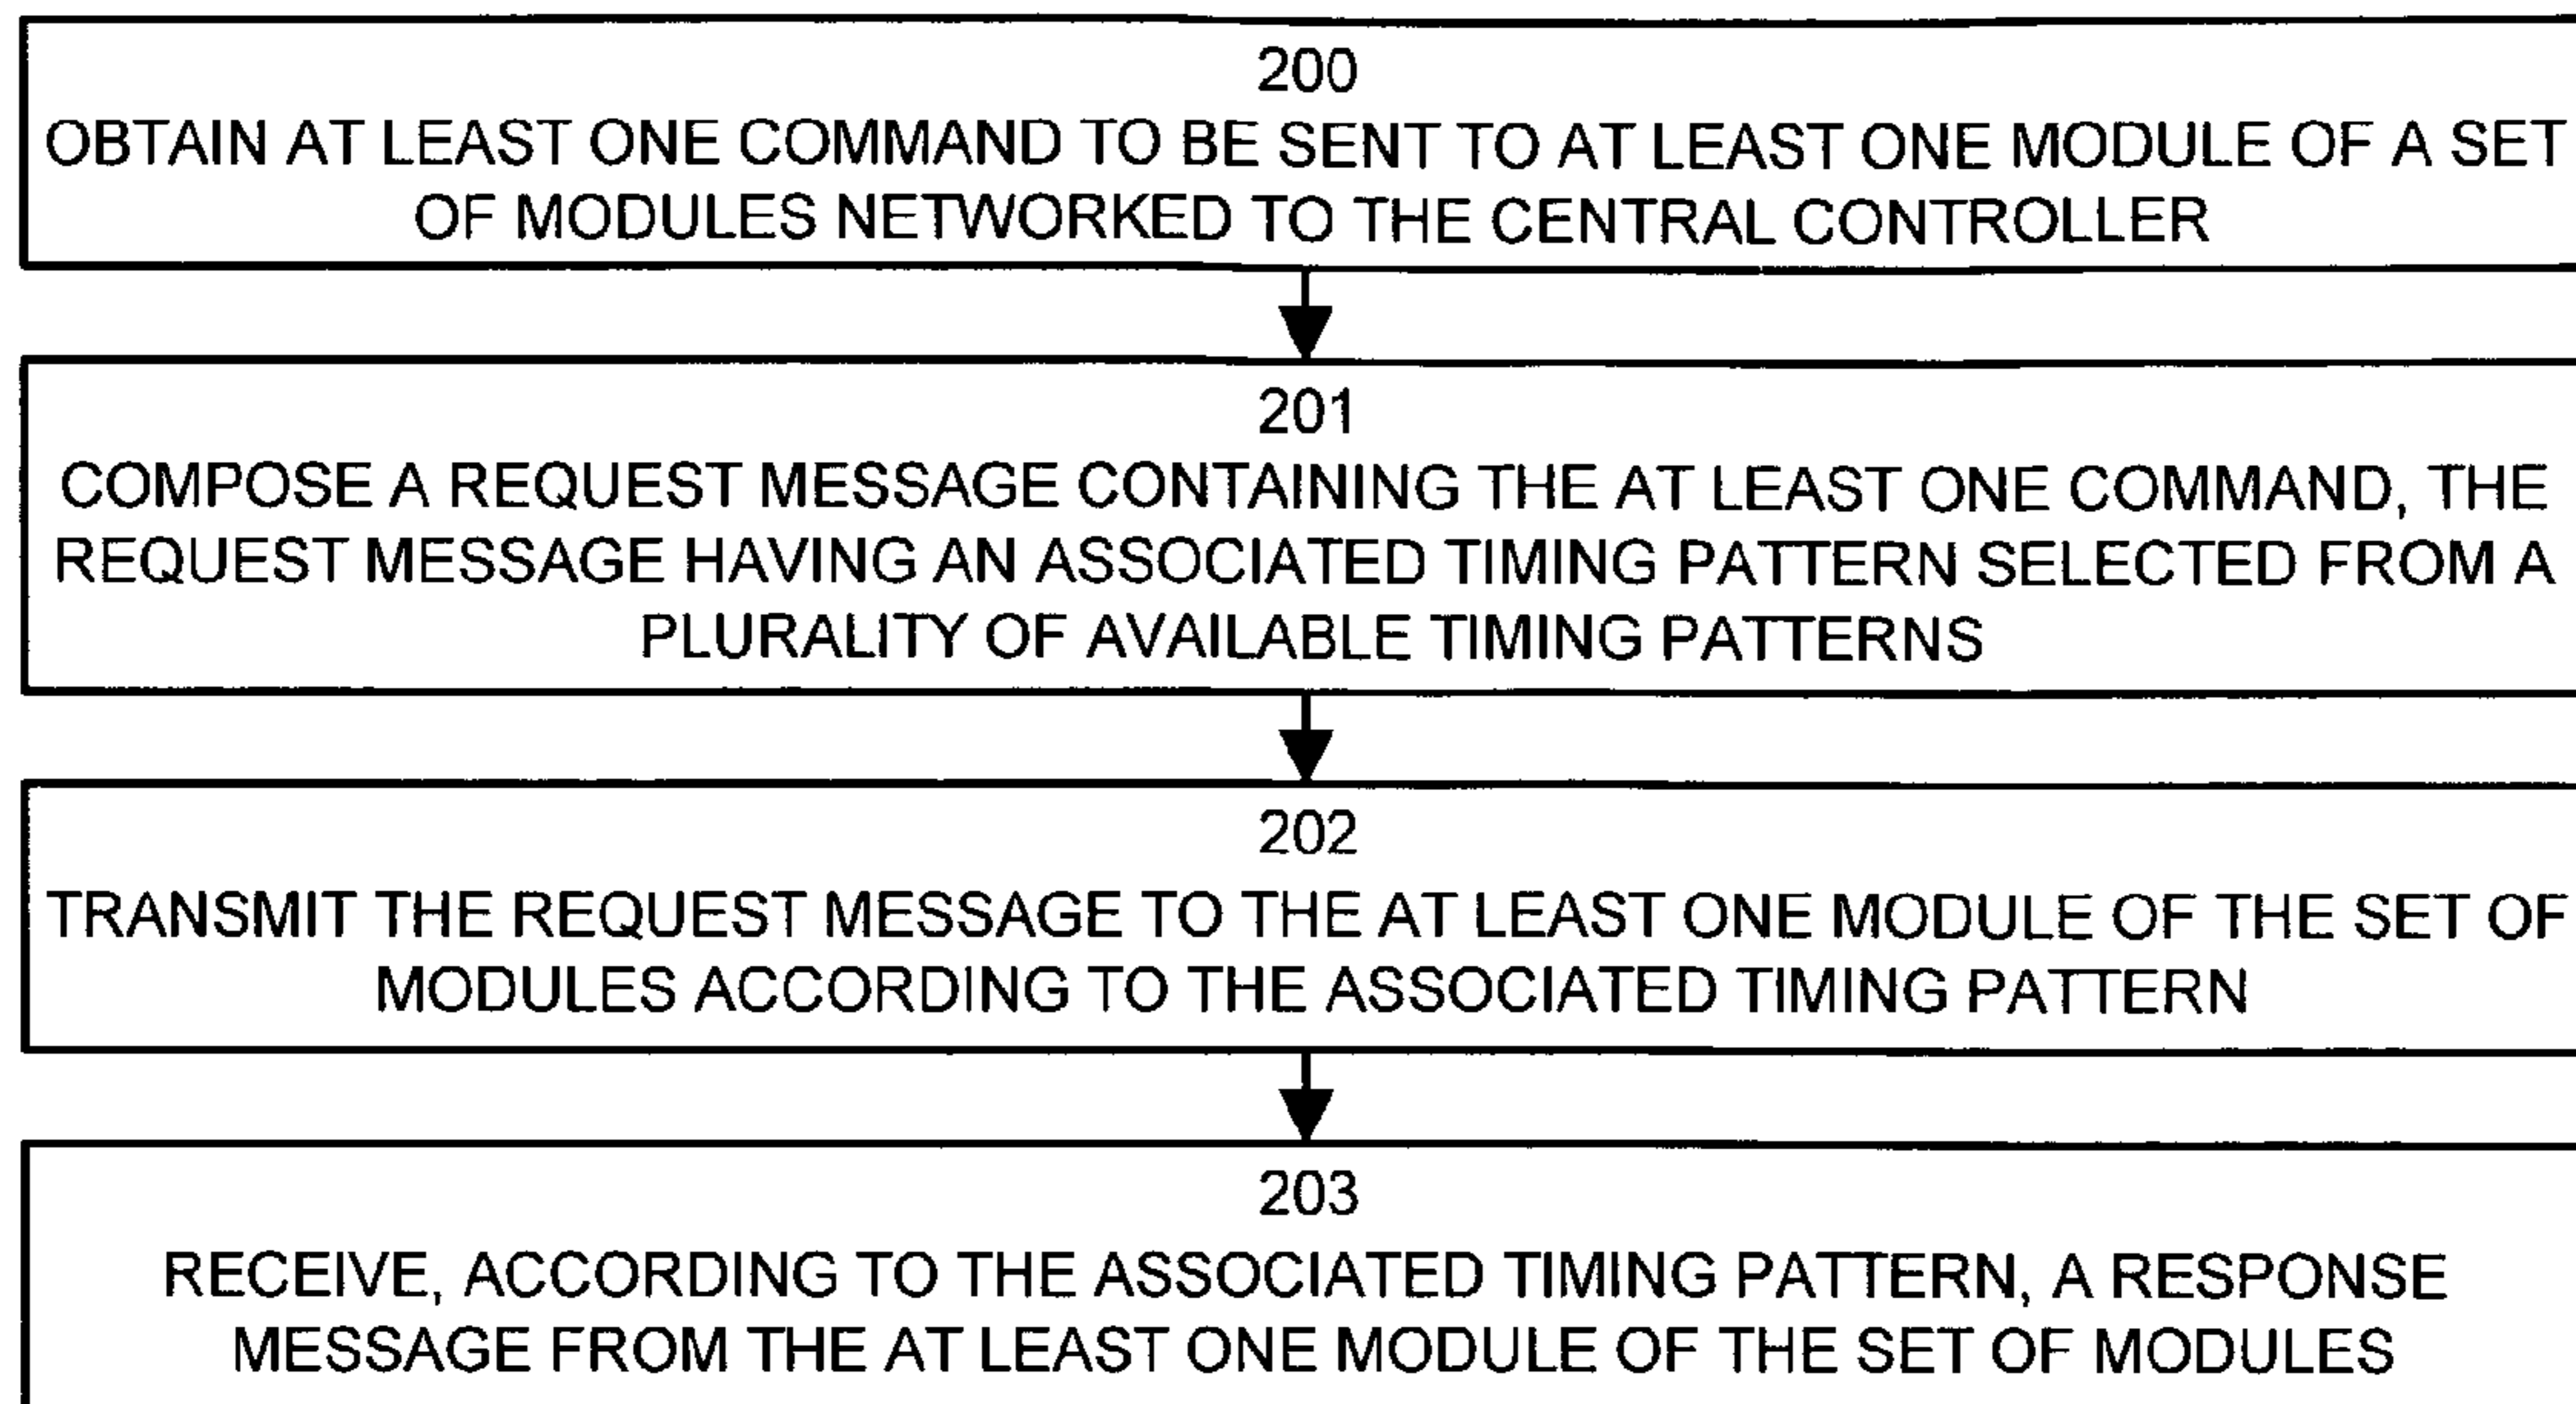 200
OBTAIN AT LEAST ONE COMMAND TO BE SENT TO AT LEAST ONE MODULE OF A SET
OF MODULES NETWORKED TO THE CENTRAL CONTROLLER
201
COMPOSE A REQUEST MESSAGE CONTAINING THE AT LEAST ONE COMMAND, THE
REQUEST MESSAGE HAVING AN ASSOCIATED TIMING PATTERN SELECTED FROM A
PLURALITY OF AVAILABLE TIMING PATTERNS
202
TRANSMIT THE REQUEST MESSAGE TO THE AT LEAST ONE MODULE OF THE SET OF
MODULES ACCORDING TO THE ASSOCIATED TIMING PATTERN
203
RECEIVE, ACCORDING TO THE ASSOCIATED TIMING PATTERN, A RESPONSE
MESSAGE FROM THE AT LEAST ONE MODULE OF THE SET OF MODULES